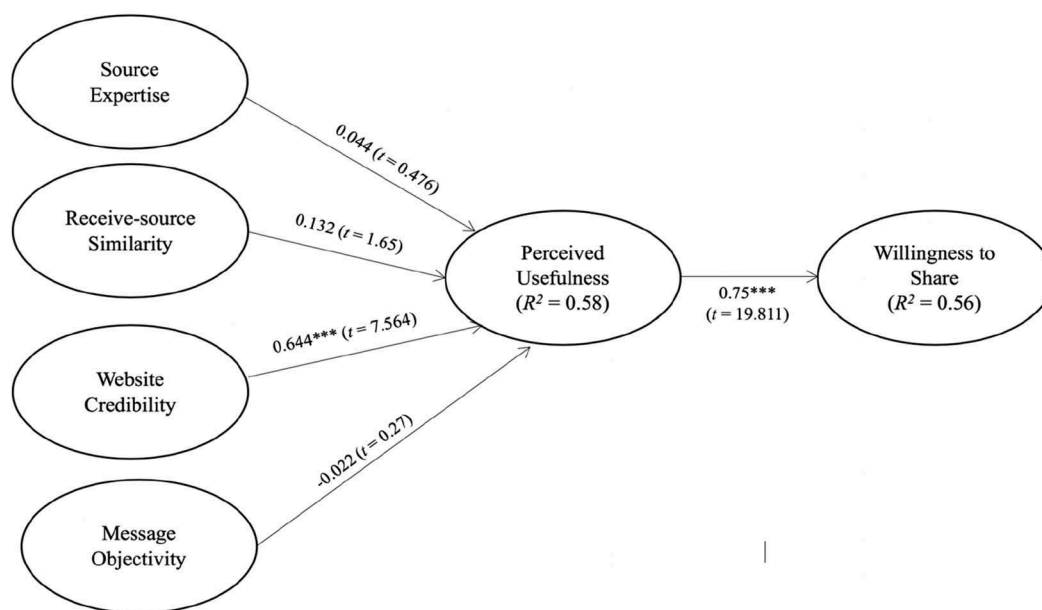 Source
Expertise
0.044 (t = 0.476)
Receive-source
Similarity
0.132 (t = 1.65)
Perceived
Usefulness
(R² = 0.58)
Willingness to
Share
(R² = 0.56)
0.75***
(t = 19.811)
0.644*** (t = 7.564)
Website
Credibility
-0.022 (t = 0.27)
Message
Objectivity